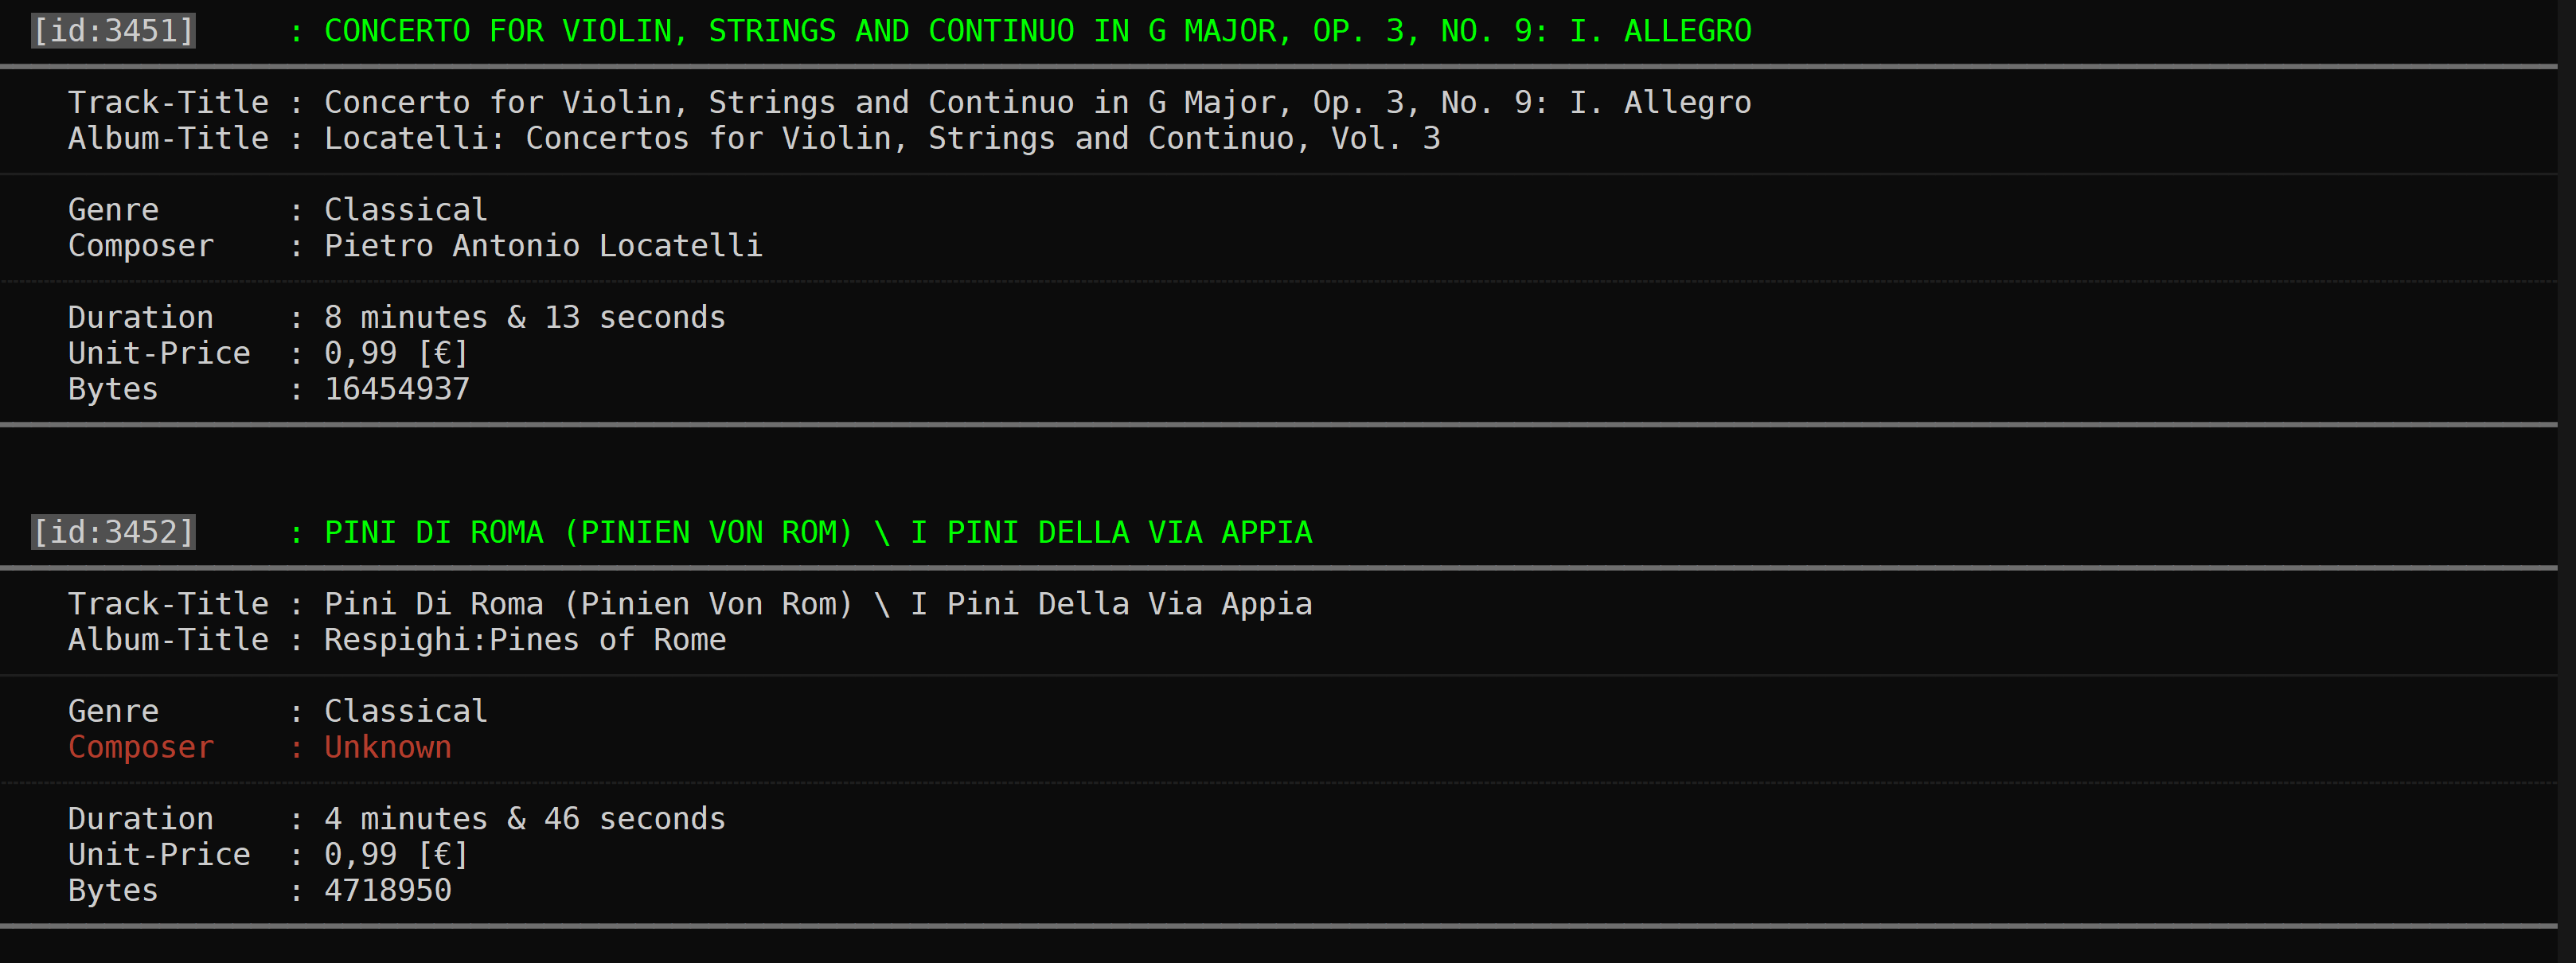 [id:3451] : CONCERTO FOR VIOLIN, STRINGS AND CONTINUO IN G MAJOR, OP. 3, NO. 9: I. ALLEGRO
Track-Title : Concerto for Violin, Strings and Continuo in G Major, Op. 3, No. 9: I. Allegro
Album-Title : Locatelli: Concertos for Violin, Strings and Continuo, Vol. 3
Genre : Classical
Composer : Pietro Antonio Locatelli
Duration : 8 minutes & 13 seconds
Unit-Price : 0,99 [€]
Bytes : 16454937
[id:3452] : PINI DI ROMA (PINIEN VON ROM) \ I PINI DELLA VIA APPIA
Track-Title : Pini Di Roma (Pinien Von Rom) \ I Pini Della Via Appia
Album-Title : Respighi:Pines of Rome
Genre : Classical
Composer : Unknown
Duration : 4 minutes & 46 seconds
Unit-Price : 0,99 [€]
Bytes : 4718950